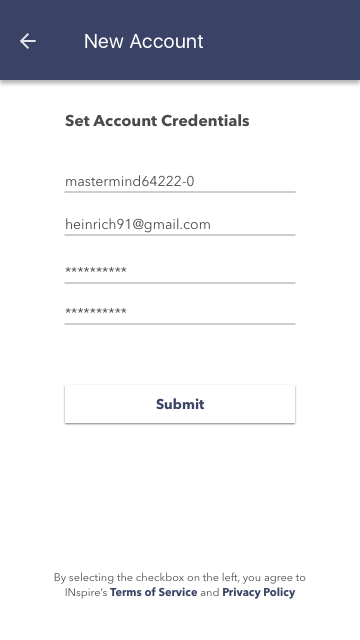 New Account
Set Account Credentials
mastermind64222-0
heinrich91@gmail.com
**********
**********
Submit
By selecting the checkbox on the left, you agree to
INspire's Terms of Service and Privacy Policy